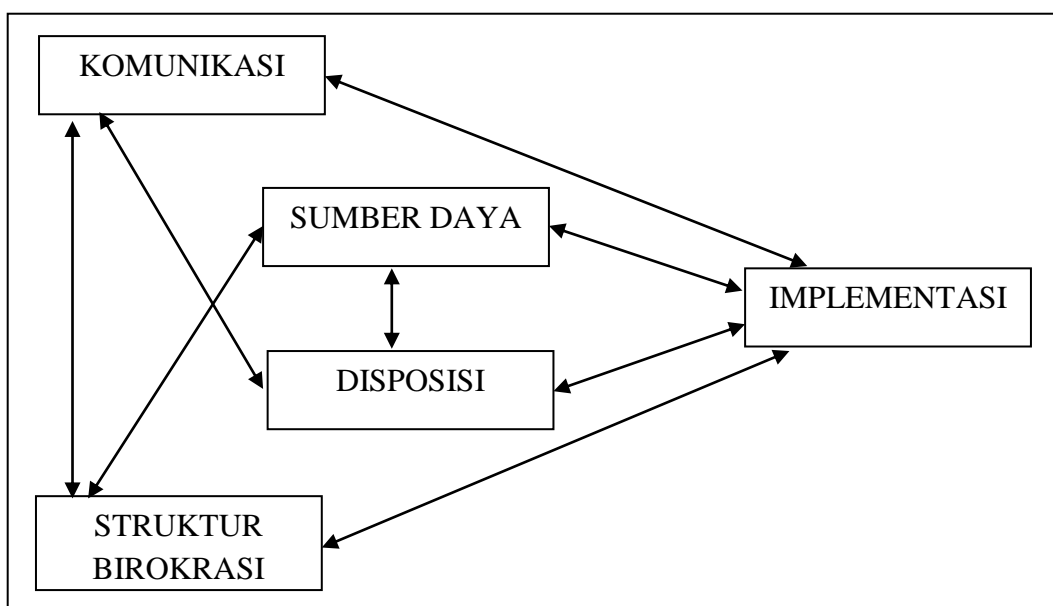 KOMUNIKASI
SUMBER DAYA
IMPLEMENTASI
DISPOSISI
STRUKTUR
BIROKRASI